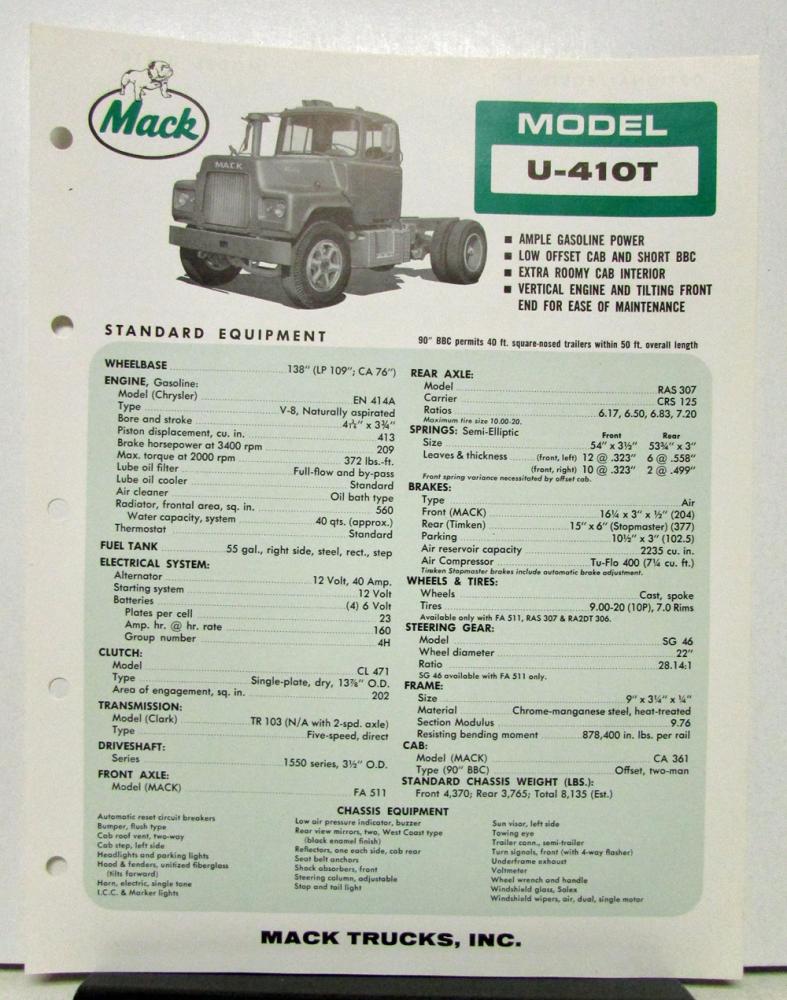 Mack
MACK
MODEL
U-410T
■ AMPLE GASOLINE POWER
■ LOW OFFSET CAB AND SHORT BBC
■ EXTRA ROOMY CAB INTERIOR
■ VERTICAL ENGINE AND TILTING FRONT
END FOR EASE OF MAINTENANCE
STANDARD EQUIPMENT
90" BBC permits 40 ft. square-nosed trailers within 50 ft. overall length
WHEELBASE 138" (LP 109"; CA 76")
ENGINE, Gasoline:
Model (Chrysler) EN 414A
Type V-8, Naturally aspirated
Bore and stroke 4 3/16" x 3¾"
Piston displacement, cu. in. 413
Brake horsepower at 3400 rpm 209
Max. torque at 2000 rpm 372 lbs.-ft.
Lube oil filter Full-flow and by-pass
Lube oil cooler Standard
Air cleaner Oil bath type
Radiator, frontal area, sq. in. 560
Water capacity, system 40 qts. (approx.)
Thermostat Standard
FUEL TANK 55 gal., right side, steel, rect., step
ELECTRICAL SYSTEM:
Alternator 12 Volt, 40 Amp.
Starting system 12 Volt
Batteries (4) 6 Volt
Plates per cell 23
Amp. hr. @ hr. rate 160
Group number 4H
CLUTCH:
Model CL 471
Type Single-plate, dry, 13⅞" O.D.
Area of engagement, sq. in. 202
TRANSMISSION:
Model (Clark) TR 103 (N/A with 2-spd. axle)
Type Five-speed, direct
DRIVESHAFT:
Series 1550 series, 3½" O.D.
FRONT AXLE:
Model (MACK) FA 511
REAR AXLE:
Model RAS 307
Carrier CRS 125
Ratios 6.17, 6.50, 6.83, 7.20
Maximum tire size 10.00-20.
SPRINGS: Semi-Elliptic Front Rear
Size 54" x 3½" 53¾" x 3"
Leaves & thickness (front, left) 12 @ .323" 6 @ .558"
(front, right) 10 @ .323" 2 @ .499"
Front spring variance necessitated by offset cab.
BRAKES:
Type Air
Front (MACK) 16¼ x 3" x ½" (204)
Rear (Timken) 15" x 6" (Stopmaster) (377)
Parking 10½" x 3" (102.5)
Air reservoir capacity 2235 cu. in.
Air Compressor Tu-Flo 400 (7¼ cu. ft.)
Timken Stopmaster brakes include automatic brake adjustment.
WHEELS & TIRES:
Wheels Cast, spoke
Tires 9.00-20 (10P), 7.0 Rims
Available only with FA 511, RAS 307 & RA2DT 306.
STEERING GEAR:
Model SG 46
Wheel diameter 22"
Ratio 28.14:1
SG 46 available with FA 511 only.
FRAME:
Size 9" x 3¼" x ¼"
Material Chrome-manganese steel, heat-treated
Section Modulus 9.76
Resisting bending moment 878,400 in. lbs. per rail
CAB:
Model (MACK) CA 361
Type (90" BBC) Offset, two-man
STANDARD CHASSIS WEIGHT (LBS.):
Front 4,370; Rear 3,765; Total 8,135 (Est.)
CHASSIS EQUIPMENT
Automatic reset circuit breakers
Bumper, flush type
Cab roof vent, two-way
Cab step, left side
Headlights and parking lights
Hood & fenders, unitized fiberglass
(tilts forward)
Horn, electric, single tone
I.C.C. & Marker lights
Low air pressure indicator, buzzer
Rear view mirrors, two, West Coast type
(black enamel finish)
Reflectors, one each side, cab rear
Seat belt anchors
Shock absorbers, front
Steering column, adjustable
Stop and tail light
Sun visor, left side
Towing eye
Trailer conn., semi-trailer
Turn signals, front (with 4-way flasher)
Underframe exhaust
Voltmeter
Wheel wrench and handle
Windshield glass, Solex
Windshield wipers, air, dual, single motor
MACK TRUCKS, INC.